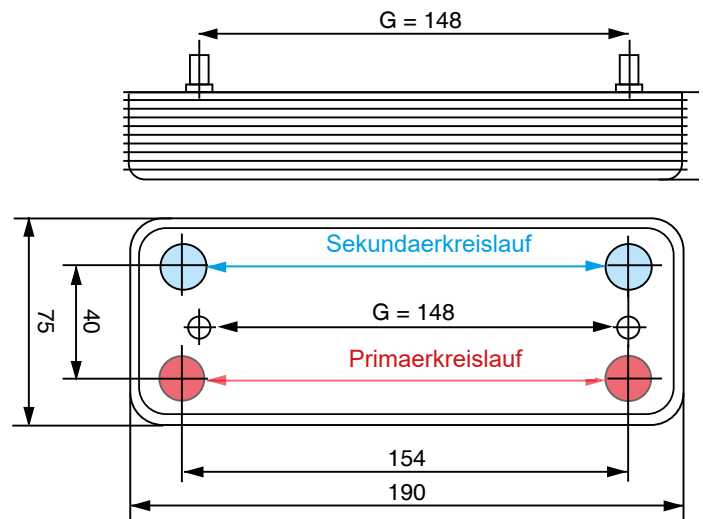 G = 148
Sekundaerkreislauf
G = 148
Primaerkreislauf
40
75
154
190